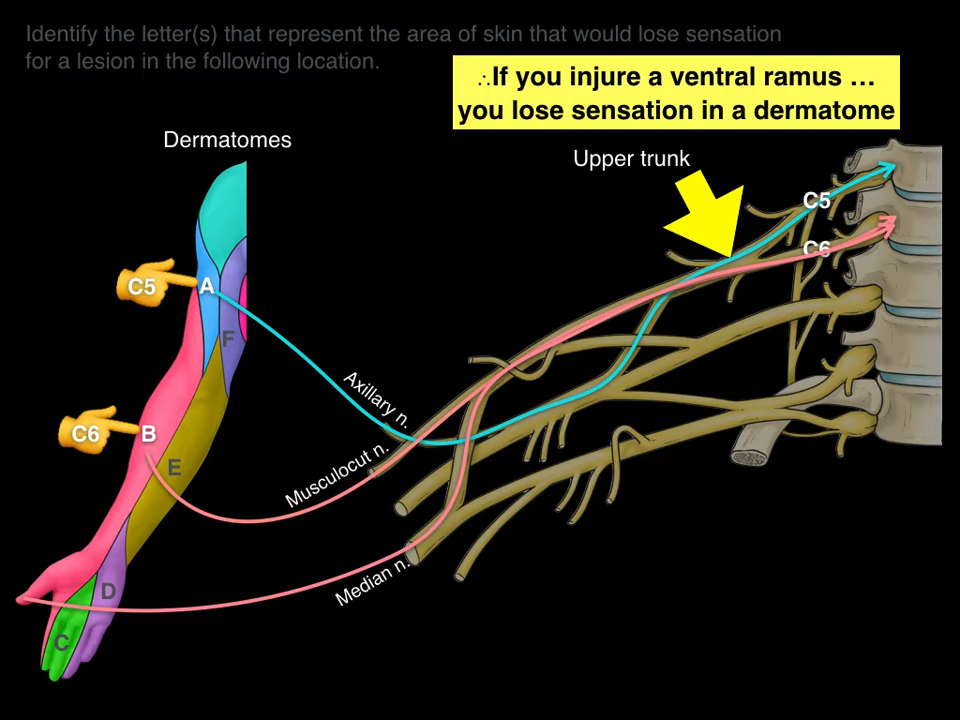 Identify the letter(s) that represent the area of skin that would lose sensation
for a lesion in the following location.
∴If you injure a ventral ramus …
you lose sensation in a dermatome
Dermatomes
Upper trunk
C5
C6
C5
A
F
Axillary n.
C6
B
E
Musculocut n.
Median n.
D
C